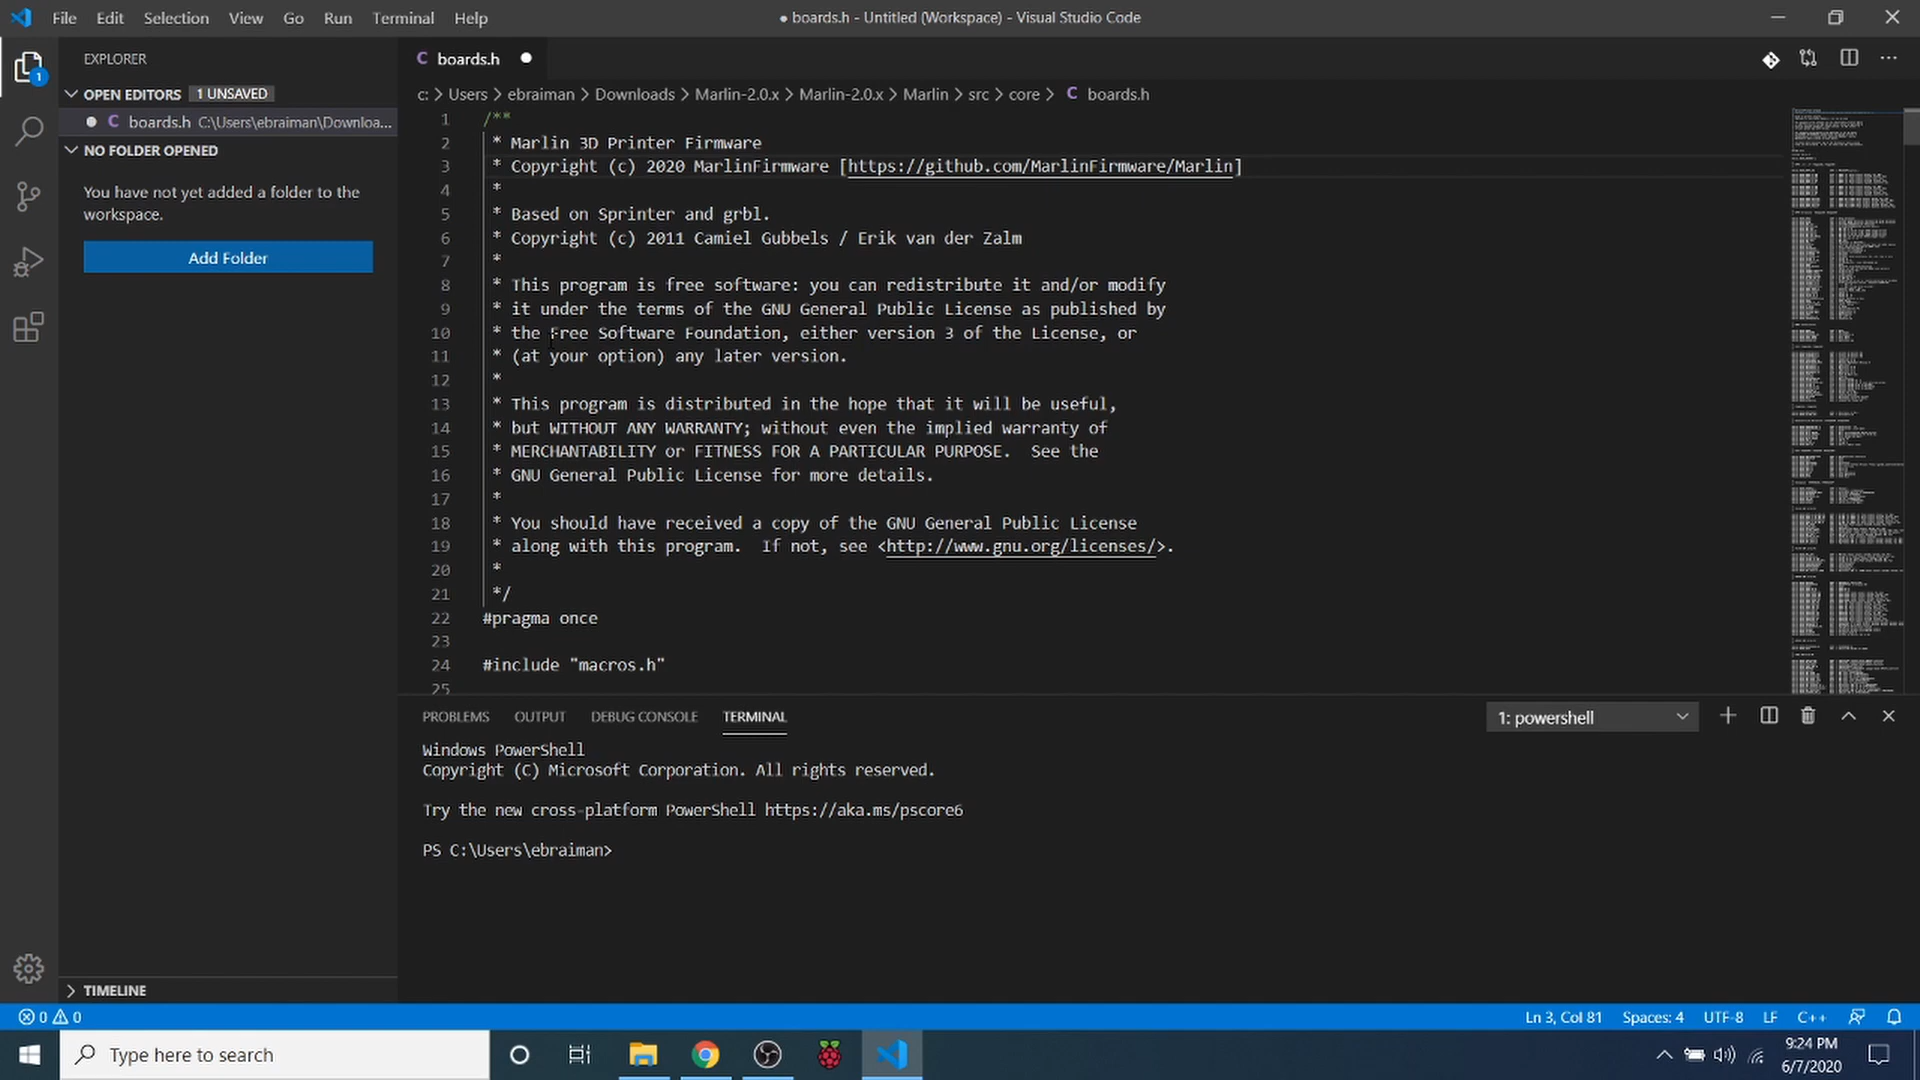 File Edit Selection View Go Run Terminal Help
● boards.h - Untitled (Workspace) - Visual Studio Code
EXPLORER
OPEN EDITORS 1 UNSAVED
C boards.h C:\Users\ebraiman\Downloa...
NO FOLDER OPENED
You have not yet added a folder to the
workspace.
Add Folder
TIMELINE
1
C boards.h
c: > Users > ebraiman > Downloads > Marlin-2.0.x > Marlin-2.0.x > Marlin > src > core > C boards.h
1 /**
2 * Marlin 3D Printer Firmware
3 * Copyright (c) 2020 MarlinFirmware [https://github.com/MarlinFirmware/Marlin]
4 *
5 * Based on Sprinter and grbl.
6 * Copyright (c) 2011 Camiel Gubbels / Erik van der Zalm
7 *
8 * This program is free software: you can redistribute it and/or modify
9 * it under the terms of the GNU General Public License as published by
10 * the Free Software Foundation, either version 3 of the License, or
11 * (at your option) any later version.
12 *
13 * This program is distributed in the hope that it will be useful,
14 * but WITHOUT ANY WARRANTY; without even the implied warranty of
15 * MERCHANTABILITY or FITNESS FOR A PARTICULAR PURPOSE.  See the
16 * GNU General Public License for more details.
17 *
18 * You should have received a copy of the GNU General Public License
19 * along with this program.  If not, see <http://www.gnu.org/licenses/>.
20 *
21 */
22 #pragma once
23
24 #include "macros.h"
25
PROBLEMS OUTPUT DEBUG CONSOLE TERMINAL
1: powershell
Windows PowerShell
Copyright (C) Microsoft Corporation. All rights reserved.
Try the new cross-platform PowerShell https://aka.ms/pscore6
PS C:\Users\ebraiman>
0 0
Ln 3, Col 81 Spaces: 4 UTF-8 LF C++
Type here to search
9:24 PM
6/7/2020